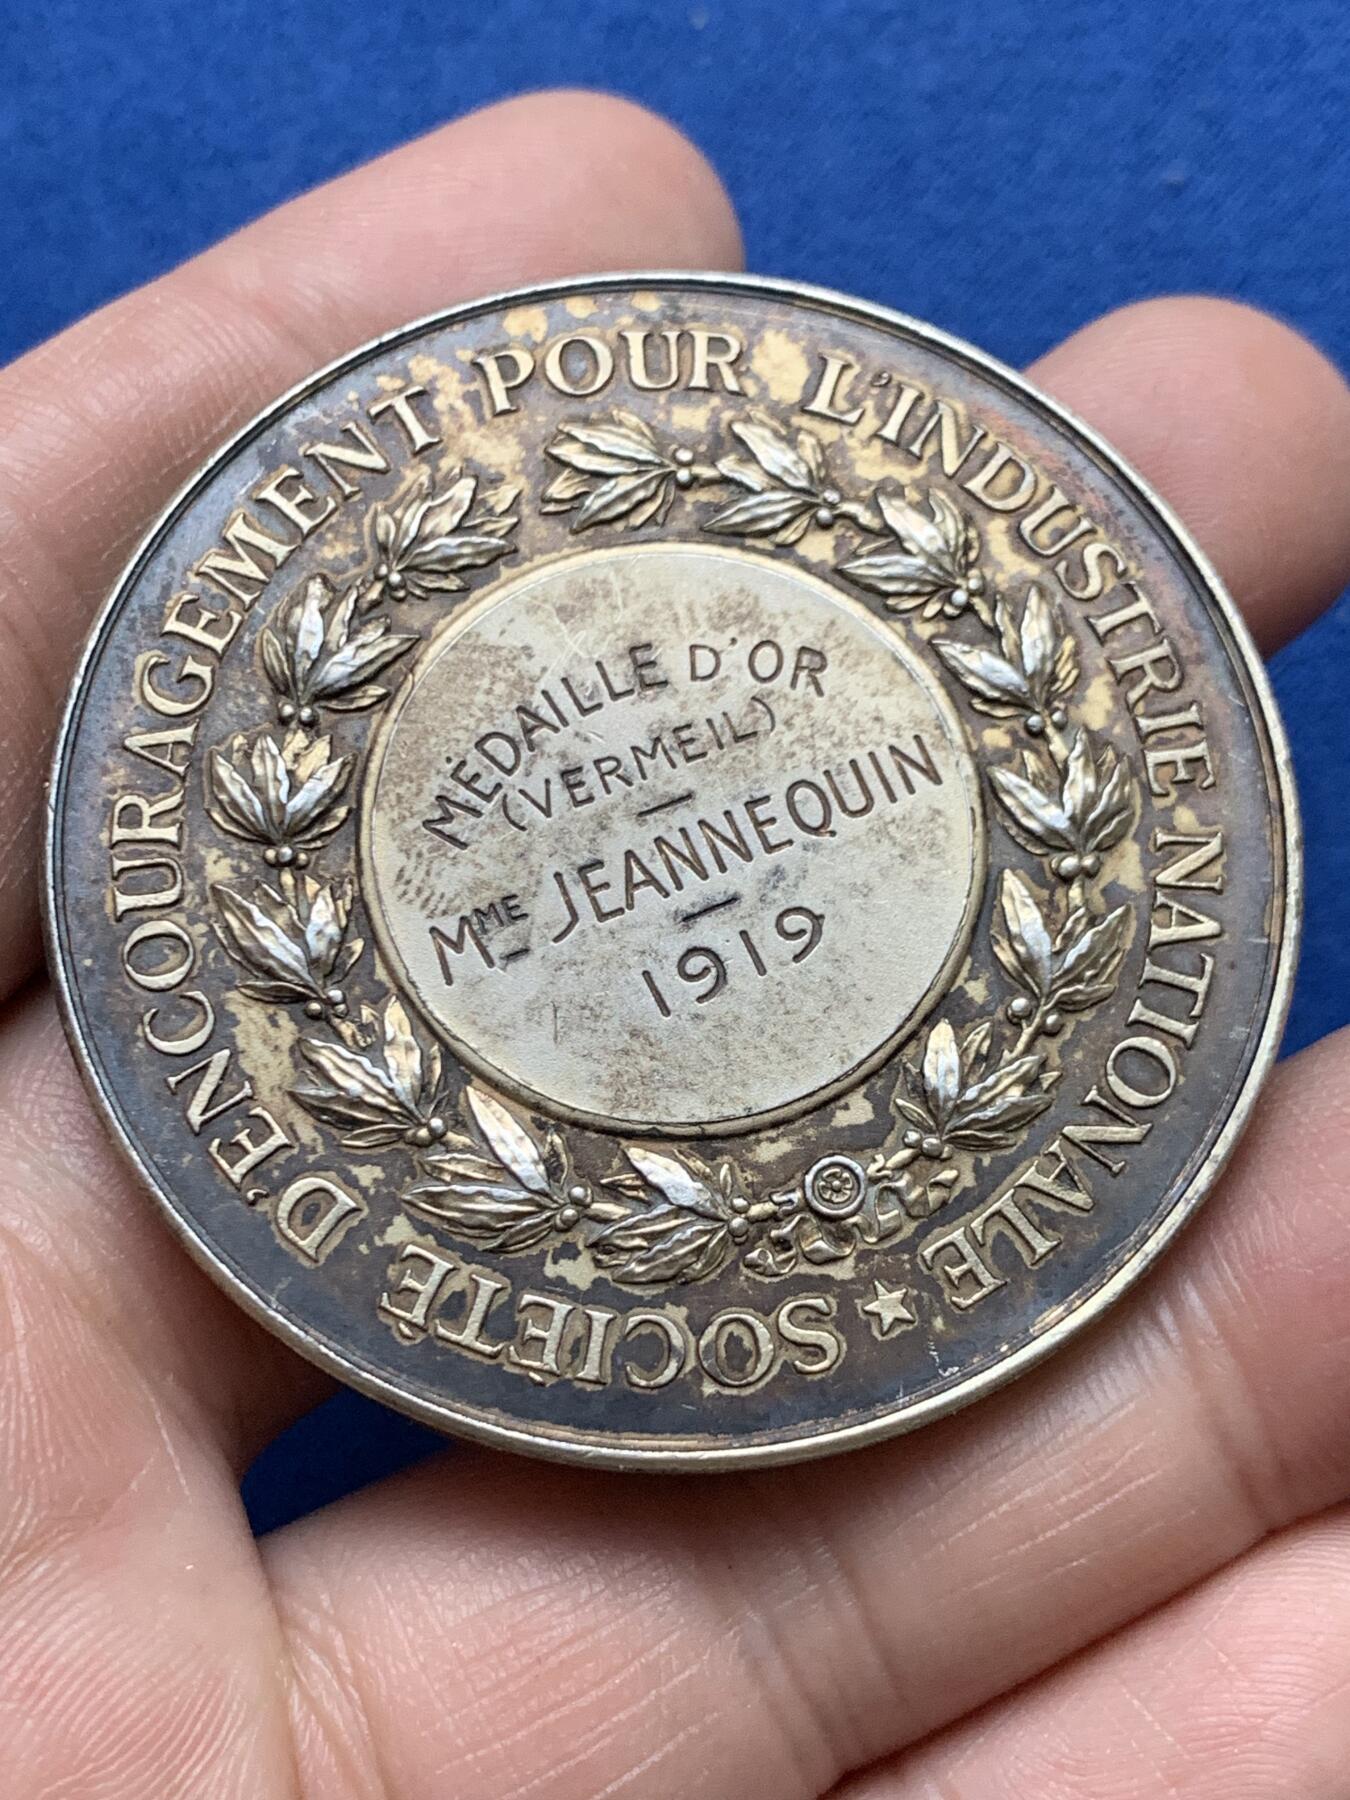 SOCIÉTÉ D'ENCOURAGEMENT POUR L'INDUSTRIE NATIONALE ★
MÉDAILLE D'OR
(VERMEIL)
—
MME JEANNEQUIN
—
1919